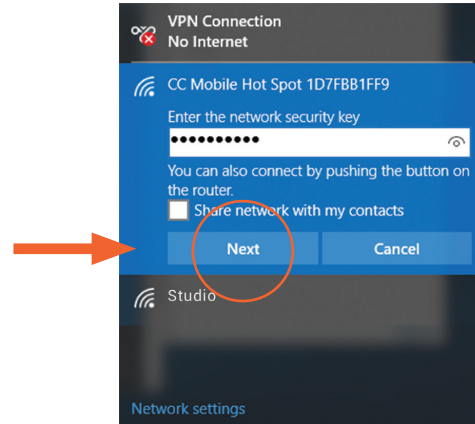 VPN Connection
No Internet
CC Mobile Hot Spot 1D7FBB1FF9
Enter the network security key
••••••••••
You can also connect by pushing the button on
the router.
Share network with my contacts
Next Cancel
Studio
Network settings